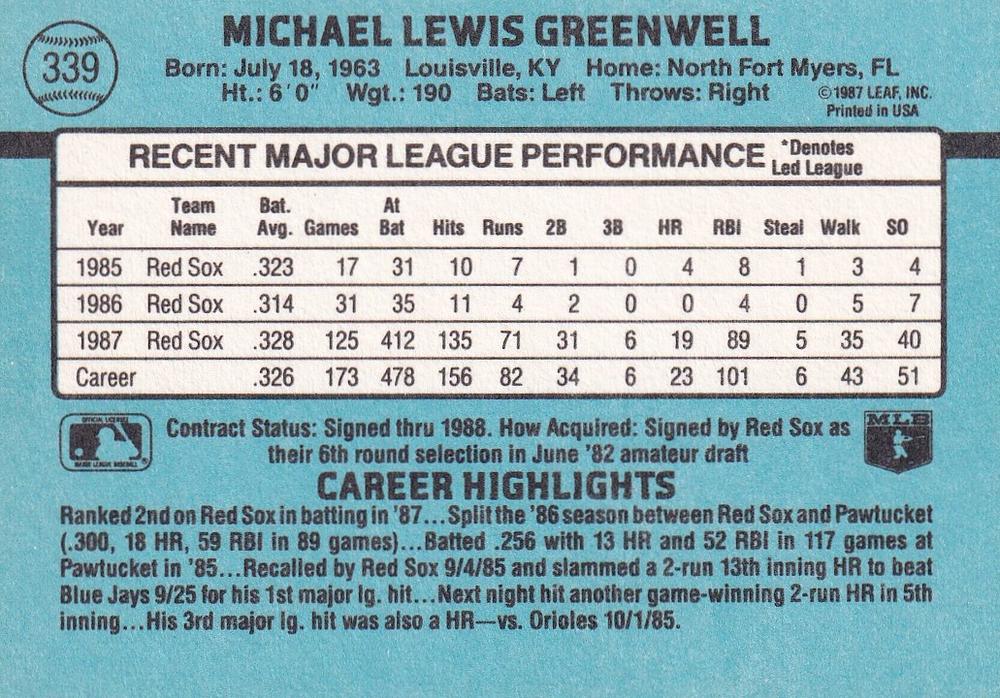 339
MICHAEL LEWIS GREENWELL
Born: July 18, 1963 Louisville, KY Home: North Fort Myers, FL
Ht.: 6´0˝ Wgt.: 190 Bats: Left Throws: Right
©1987 LEAF, INC.
Printed in USA
RECENT MAJOR LEAGUE PERFORMANCE *Denotes Led League
Year Team Name Bat. Avg. Games At Bat Hits Runs 2B 3B HR RBI Steal Walk SO
1985 Red Sox .323 17 31 10 7 1 0 4 8 1 3 4
1986 Red Sox .314 31 35 11 4 2 0 0 4 0 5 7
1987 Red Sox .328 125 412 135 71 31 6 19 89 5 35 40
Career .326 173 478 156 82 34 6 23 101 6 43 51
OFFICIAL LICENSEE
MAJOR LEAGUE BASEBALL
®
Contract Status: Signed thru 1988. How Acquired: Signed by Red Sox as
their 6th round selection in June '82 amateur draft
MLB
CAREER HIGHLIGHTS
Ranked 2nd on Red Sox in batting in '87...Split the '86 season between Red Sox and Pawtucket
(.300, 18 HR, 59 RBI in 89 games)...Batted .256 with 13 HR and 52 RBI in 117 games at
Pawtucket in '85...Recalled by Red Sox 9/4/85 and slammed a 2-run 13th inning HR to beat
Blue Jays 9/25 for his 1st major lg. hit...Next night hit another game-winning 2-run HR in 5th
inning...His 3rd major lg. hit was also a HR—vs. Orioles 10/1/85.